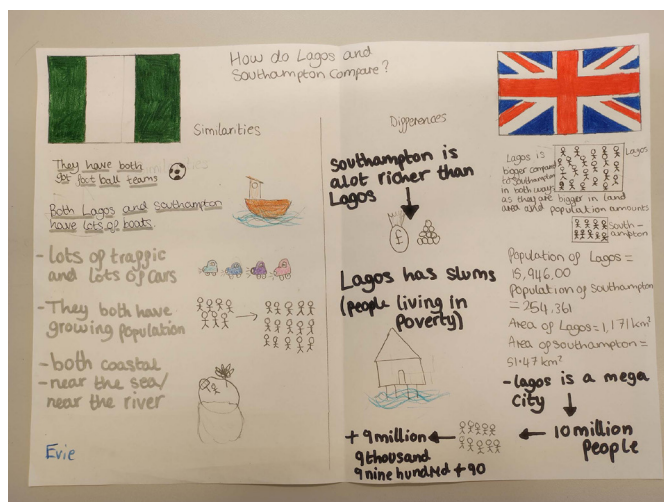 How do Lagos and
Southampton Compare?
Similarities
They have both
got foot ball teams
Both Lagos and Southampton
have lots of boats.
- lots of traffic
and lots of cars
- They both have
growing population
- both coastal
- near the sea/
near the river
Evie
Differences
Southampton is
alot richer than
Lagos
£
Lagos has slums
(people living in
Poverty)
Lagos is
bigger compared
to Southampton
in both ways
as they are bigger in land
area and population amounts
Lagos
South-
ampton
Population of Lagos =
15,946,00
Population of Southampton
= 254,361
Area of Lagos = 1,171 km²
Area of Southampton =
51.47 km²
- lagos is a mega
city
10 million
People
+ 9 million
9 thousand
9 nine hundred + 90